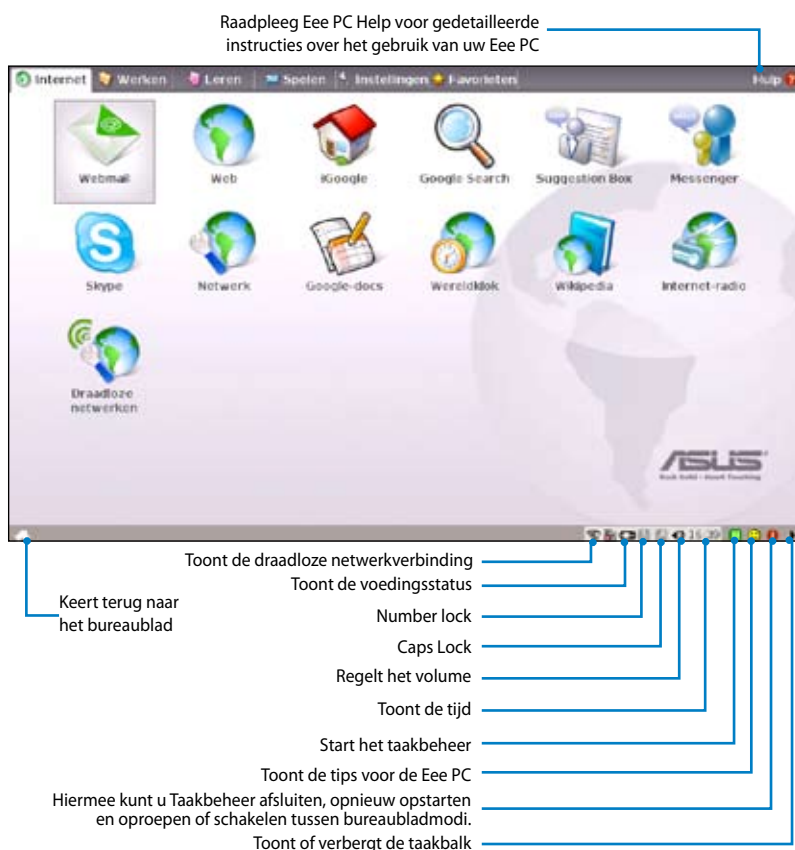 Raadpleeg Eee PC Help voor gedetailleerde
instructies over het gebruik van uw Eee PC
Internet Werken Leren Spelen Instellingen Favorieten Hulp
Webmail Web iGoogle Google Search Suggestion Box Messenger
Skype Netwerk Google-docs Wereldklok Wikipedia Internet-radio
Draadloze
netwerken
ASUS
Rock Solid · Heart Touching
Toont de draadloze netwerkverbinding
Toont de voedingsstatus
Keert terug naar
het bureaublad
Number lock
Caps Lock
Regelt het volume
Toont de tijd
Start het taakbeheer
Toont de tips voor de Eee PC
Hiermee kunt u Taakbeheer afsluiten, opnieuw opstarten
en oproepen of schakelen tussen bureaubladmodi.
Toont of verbergt de taakbalk